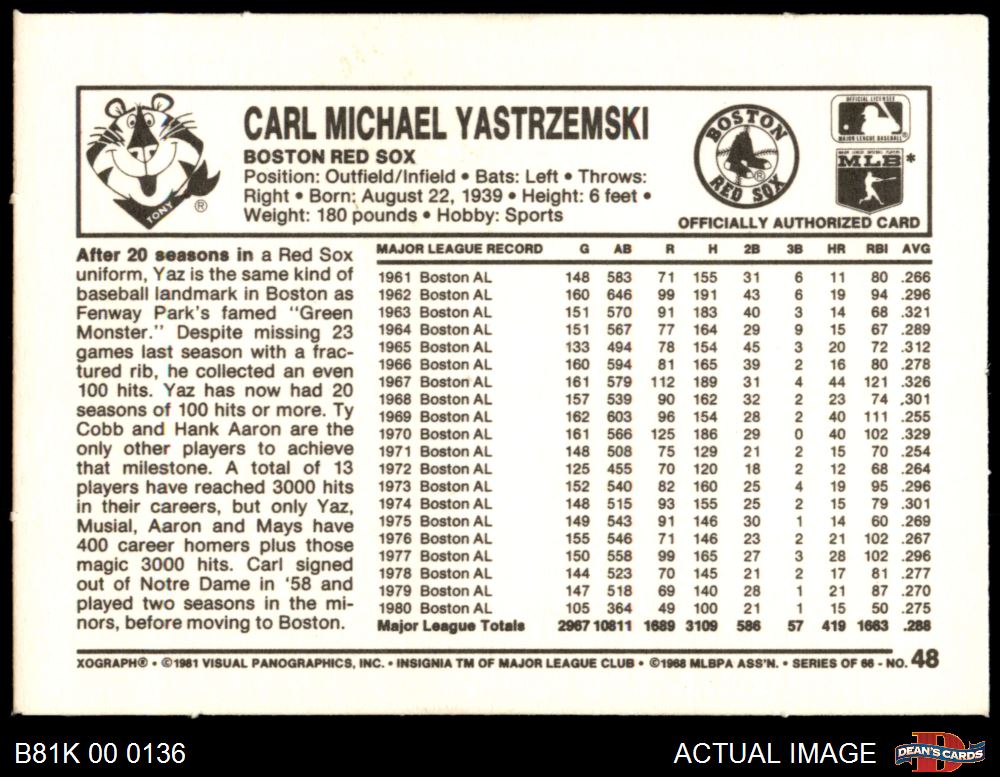 CARL MICHAEL YASTRZEMSKI
BOSTON RED SOX
Position: Outfield/Infield • Bats: Left • Throws:
Right • Born: August 22, 1939 • Height: 6 feet •
Weight: 180 pounds • Hobby: Sports
TONY ®
BOSTON
RED SOX ®
OFFICIAL LICENSEE
MAJOR LEAGUE BASEBALL ®
MLB *
OFFICIALLY AUTHORIZED CARD
After 20 seasons in a Red Sox
uniform, Yaz is the same kind of
baseball landmark in Boston as
Fenway Park's famed "Green
Monster." Despite missing 23
games last season with a frac-
tured rib, he collected an even
100 hits. Yaz has now had 20
seasons of 100 hits or more. Ty
Cobb and Hank Aaron are the
only other players to achieve
that milestone. A total of 13
players have reached 3000 hits
in their careers, but only Yaz,
Musial, Aaron and Mays have
400 career homers plus those
magic 3000 hits. Carl signed
out of Notre Dame in '58 and
played two seasons in the mi-
nors, before moving to Boston.
MAJOR LEAGUE RECORD G AB R H 2B 3B HR RBI AVG
1961 Boston AL 148 583 71 155 31 6 11 80 .266
1962 Boston AL 160 646 99 191 43 6 19 94 .296
1963 Boston AL 151 570 91 183 40 3 14 68 .321
1964 Boston AL 151 567 77 164 29 9 15 67 .289
1965 Boston AL 133 494 78 154 45 3 20 72 .312
1966 Boston AL 160 594 81 165 39 2 16 80 .278
1967 Boston AL 161 579 112 189 31 4 44 121 .326
1968 Boston AL 157 539 90 162 32 2 23 74 .301
1969 Boston AL 162 603 96 154 28 2 40 111 .255
1970 Boston AL 161 566 125 186 29 0 40 102 .329
1971 Boston AL 148 508 75 129 21 2 15 70 .254
1972 Boston AL 125 455 70 120 18 2 12 68 .264
1973 Boston AL 152 540 82 160 25 4 19 95 .296
1974 Boston AL 148 515 93 155 25 2 15 79 .301
1975 Boston AL 149 543 91 146 30 1 14 60 .269
1976 Boston AL 155 546 71 146 23 2 21 102 .267
1977 Boston AL 150 558 99 165 27 3 28 102 .296
1978 Boston AL 144 523 70 145 21 2 17 81 .277
1979 Boston AL 147 518 69 140 28 1 21 87 .270
1980 Boston AL 105 364 49 100 21 1 15 50 .275
Major League Totals 2967 10811 1689 3109 586 57 419 1663 .288
XOGRAPH® • ©1981 VISUAL PANOGRAPHICS, INC. • INSIGNIA TM OF MAJOR LEAGUE CLUB • ©1968 MLBPA ASS'N. • SERIES OF 66 - NO. 48
B81K 00 0136
ACTUAL IMAGE
DEAN'S CARDS